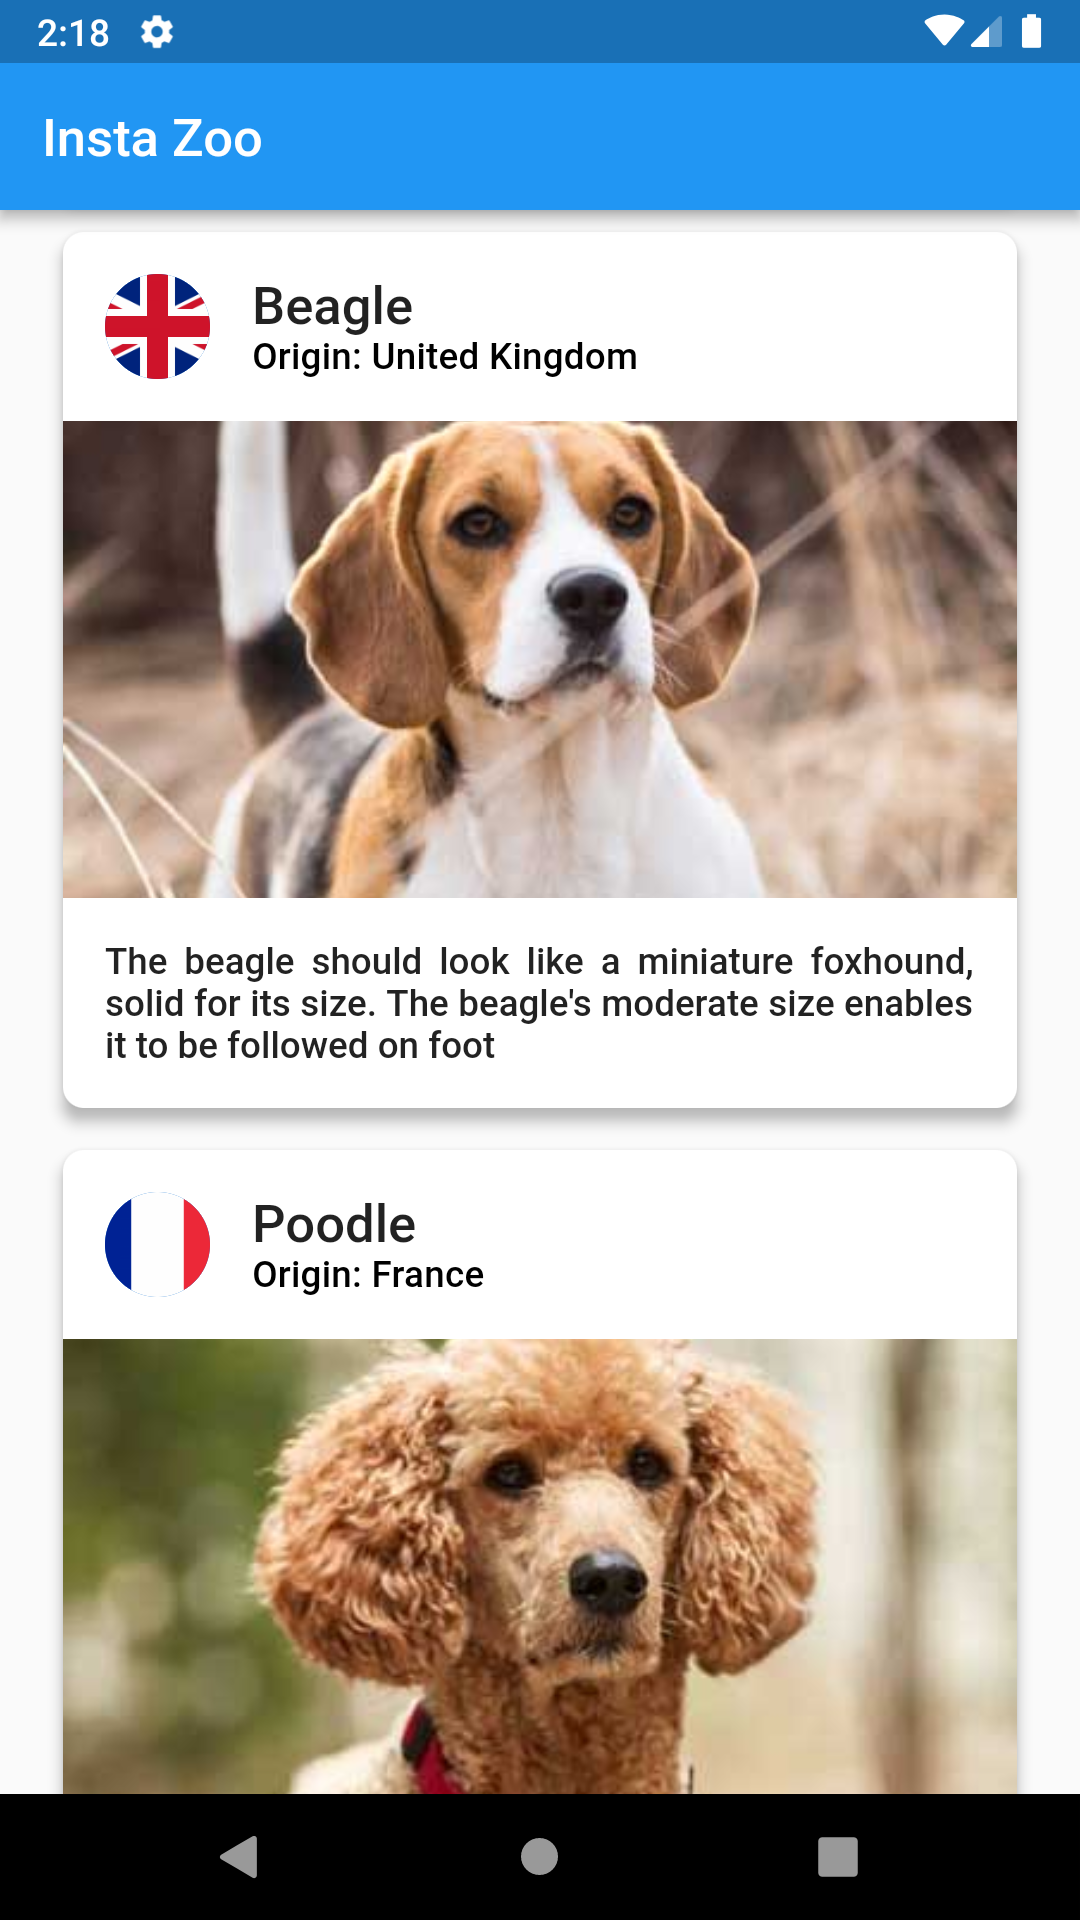 2:18
Insta Zoo
Beagle
Origin: United Kingdom
The beagle should look like a miniature foxhound,
solid for its size. The beagle's moderate size enables
it to be followed on foot
Poodle
Origin: France